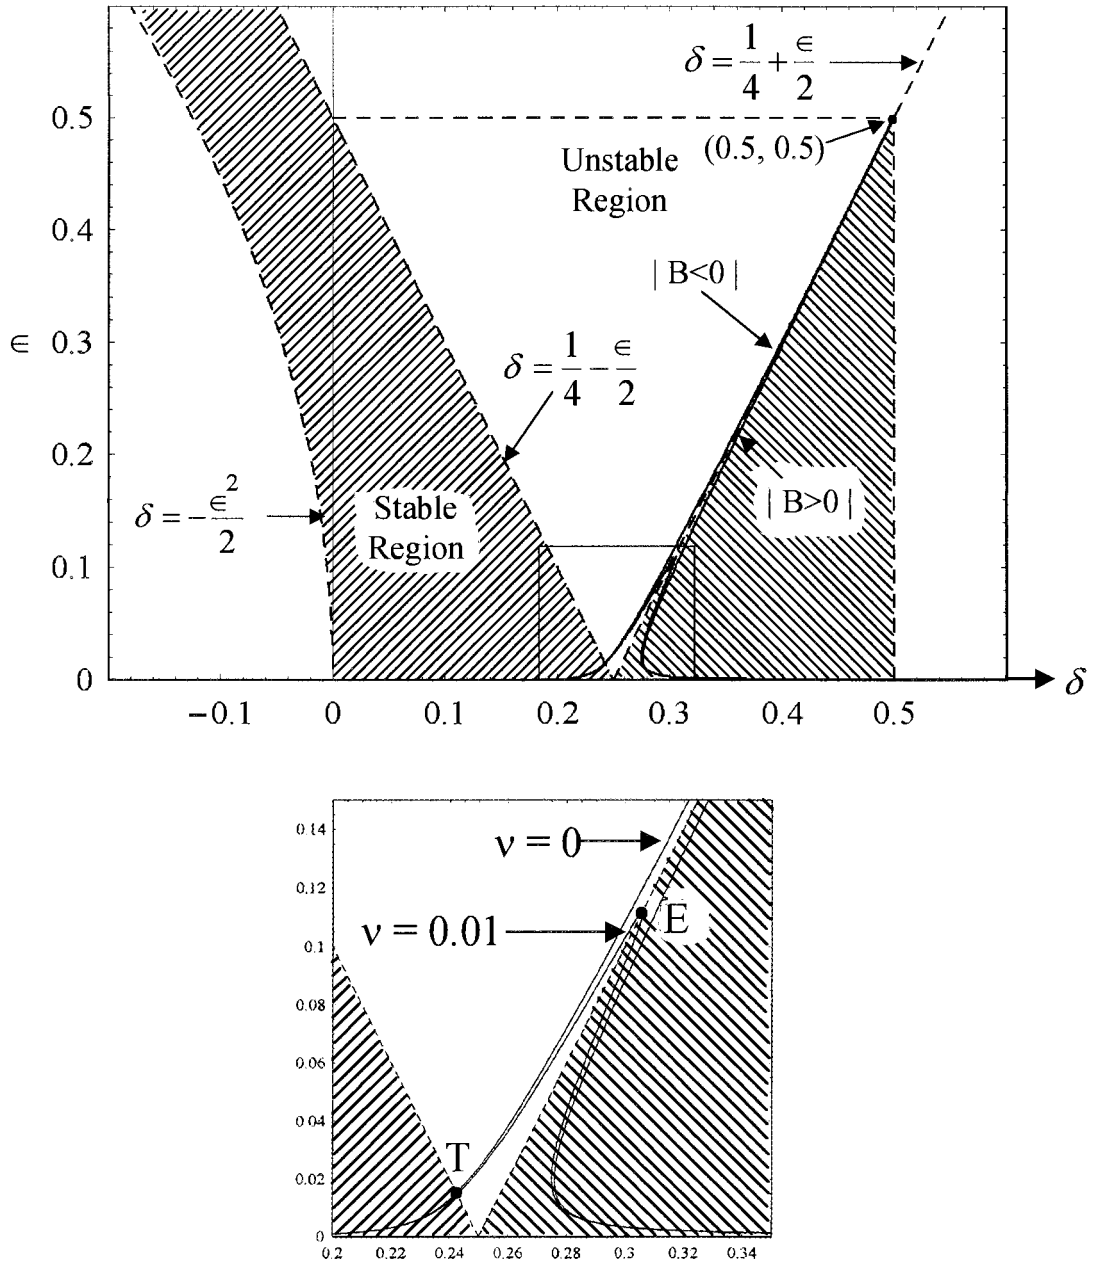 δ = 1/4 + ∈/2
0.5
(0.5, 0.5)
Unstable
Region
0.4
| B<0 |
∈
0.3
δ = 1/4 − ∈/2
0.2
| B>0 |
δ = −∈²/2
Stable
Region
0.1
0
−0.1
0
0.1
0.2
0.3
0.4
0.5
δ
0.14
ν = 0
0.12
E
ν = 0.01
0.1
0.08
0.06
0.04
T
0.02
0
0.2
0.22
0.24
0.26
0.28
0.3
0.32
0.34